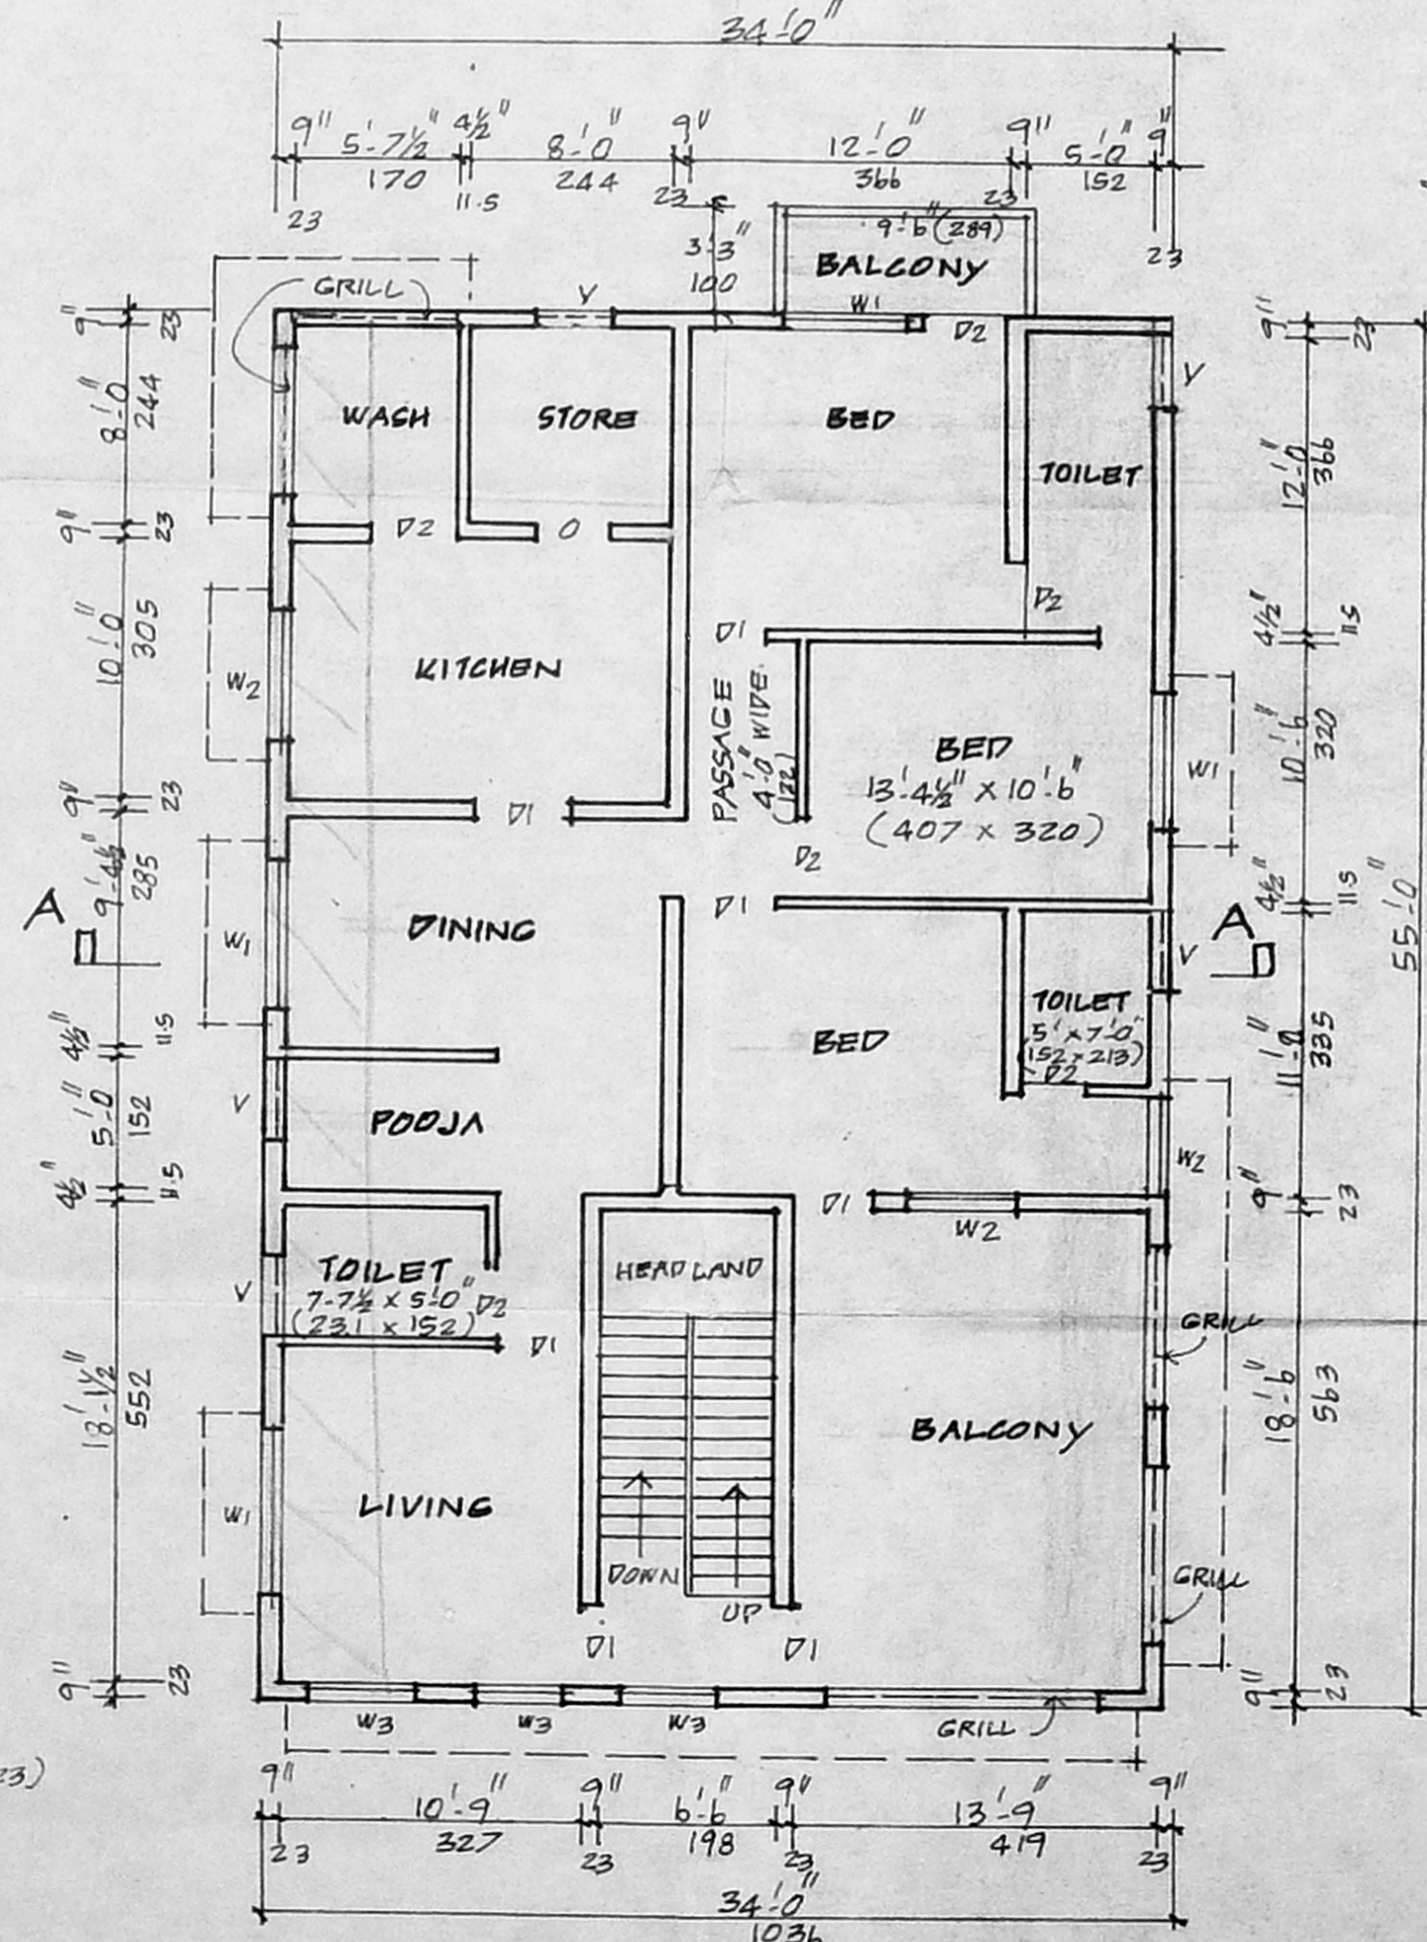 34'-0"
9" 5'-7½" 4½" 8'-0" 9" 12'-0" 9" 5'-0" 9"
23 170 11.5 244 23 366 23 152 23
9'-6" (289)
3'-3"
100
BALCONY
GRILL
V
W1
D2
9" 23
9" 23
V
8'-0"
244
WASH
STORE
BED
TOILET
12'-0"
366
9" 23
D2
O
D2
10'-0"
305
D1
4½" 11.5
KITCHEN
W2
PASSAGE
4'-0" WIDE.
(122)
BED
13'-4½" X 10'-6"
(407 X 320)
W1
10'-6"
320
9" 23
D1
D2
9'-4½"
285
4½" 11.5
55'-0"
A
W1
DINING
D1
V
A
4½" 11.5
BED
TOILET
5' X 7'-0"
(152 X 213)
D2
11'-0"
335
V
5'-0"
152
POOJA
W2
4½" 11.5
D1
W2
9" 23
V
TOILET
7-7½ X 5'-0"
(23.1 X 152)
D2
HEAD LAND
D1
GRILL
18'-1½"
552
BALCONY
18'-6"
563
W1
LIVING
DOWN
UP
GRILL
D1
D1
9" 23
9" 23
W3
W3
W3
GRILL
23)
9" 10'-9" 9" 6'-6" 9" 13'-9" 9"
23 327 23 198 23 419 23
34'-0"
1036